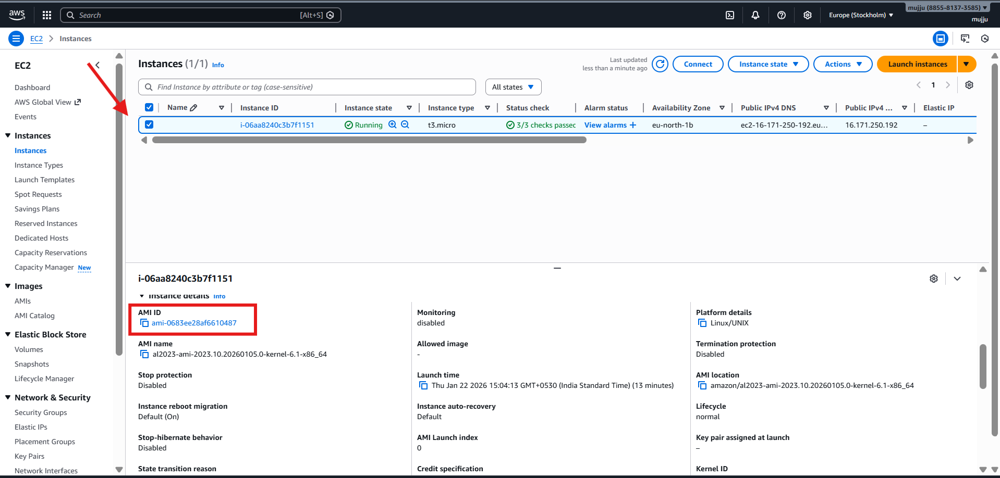 aws
Search [Alt+S]
Europe (Stockholm)
mujju (8855-8137-3585)
mujju
EC2 Instances
EC2
Dashboard
AWS Global View
Events
Instances
Instances
Instance Types
Launch Templates
Spot Requests
Savings Plans
Reserved Instances
Dedicated Hosts
Capacity Reservations
Capacity Manager New
Images
AMIs
AMI Catalog
Elastic Block Store
Volumes
Snapshots
Lifecycle Manager
Network & Security
Security Groups
Elastic IPs
Placement Groups
Key Pairs
Network Interfaces
Instances (1/1) Info
Last updated
less than a minute ago
Connect
Instance state
Actions
Launch instances
Find Instance by attribute or tag (case-sensitive)
All states
1
Name Instance ID Instance state Instance type Status check Alarm status Availability Zone Public IPv4 DNS Public IPv4 ... Elastic IP
i-06aa8240c3b7f1151 Running t3.micro 3/3 checks passec View alarms + eu-north-1b ec2-16-171-250-192.eu... 16.171.250.192 –
i-06aa8240c3b7f1151
Instance details Info
AMI ID
ami-0683ee28af6610487
AMI name
al2023-ami-2023.10.20260105.0-kernel-6.1-x86_64
Stop protection
Disabled
Instance reboot migration
Default (On)
Stop-hibernate behavior
Disabled
State transition reason
Monitoring
disabled
Allowed image
-
Launch time
Thu Jan 22 2026 15:04:13 GMT+0530 (India Standard Time) (13 minutes)
Instance auto-recovery
Default
AMI Launch index
0
Credit specification
Platform details
Linux/UNIX
Termination protection
Disabled
AMI location
amazon/al2023-ami-2023.10.20260105.0-kernel-6.1-x86_64
Lifecycle
normal
Key pair assigned at launch
–
Kernel ID